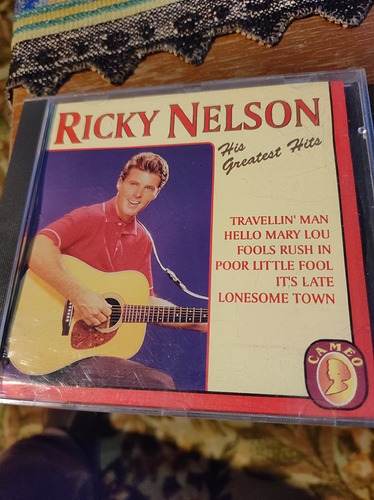 RICKY NELSON
His
Greatest Hits
TRAVELLIN' MAN
HELLO MARY LOU
FOOLS RUSH IN
POOR LITTLE FOOL
IT'S LATE
LONESOME TOWN
CAMEO